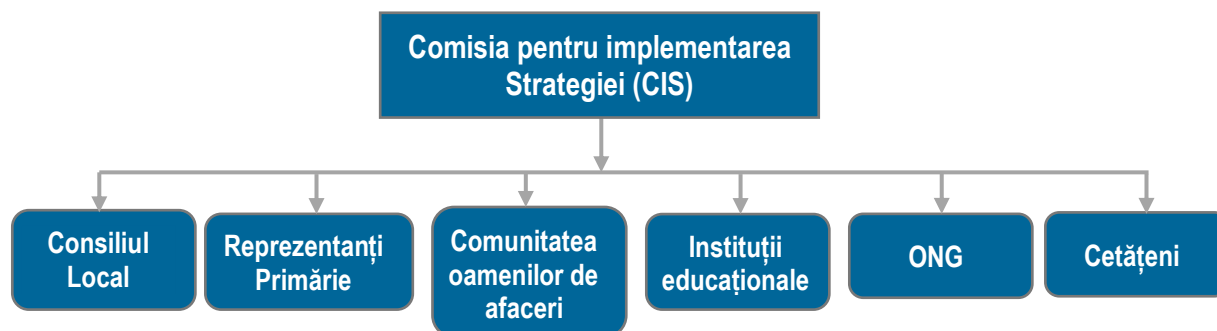 Comisia pentru implementarea
Strategiei (CIS)
Consiliul
Local
Reprezentanți
Primărie
Comunitatea
oamenilor de
afaceri
Instituții
educaționale
ONG
Cetățeni